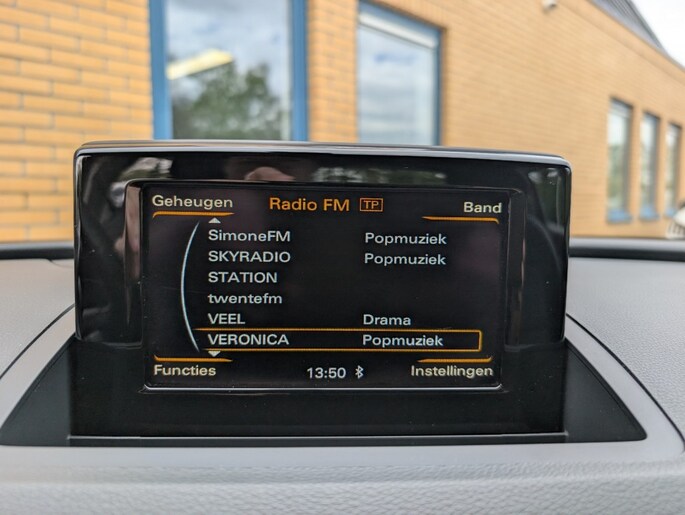 Geheugen Radio FM TP Band
SimoneFM Popmuziek
SKYRADIO Popmuziek
STATION
twentefm
VEEL Drama
VERONICA Popmuziek
Functies 13:50 Instellingen